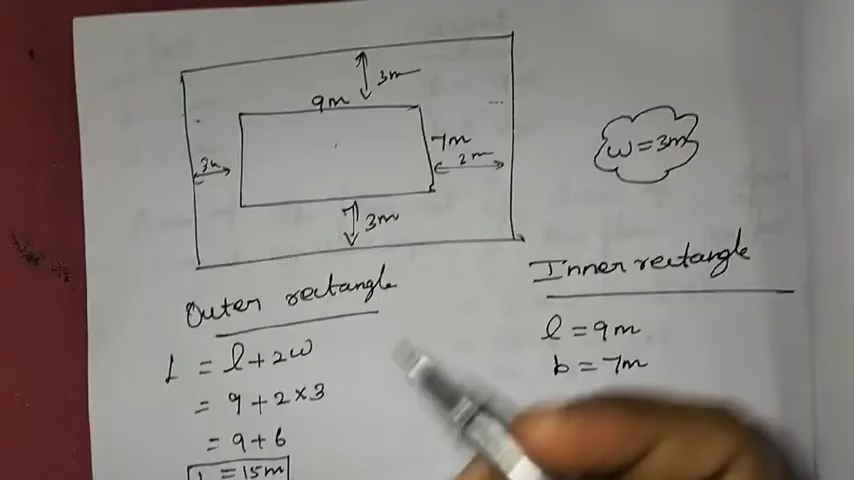 3m
9m
7m
3m
2m
w = 3m
3m
Outer rectangle
Inner rectangle
L = l + 2w
= 9 + 2 × 3
= 9 + 6
L = 15m
l = 9m
b = 7m